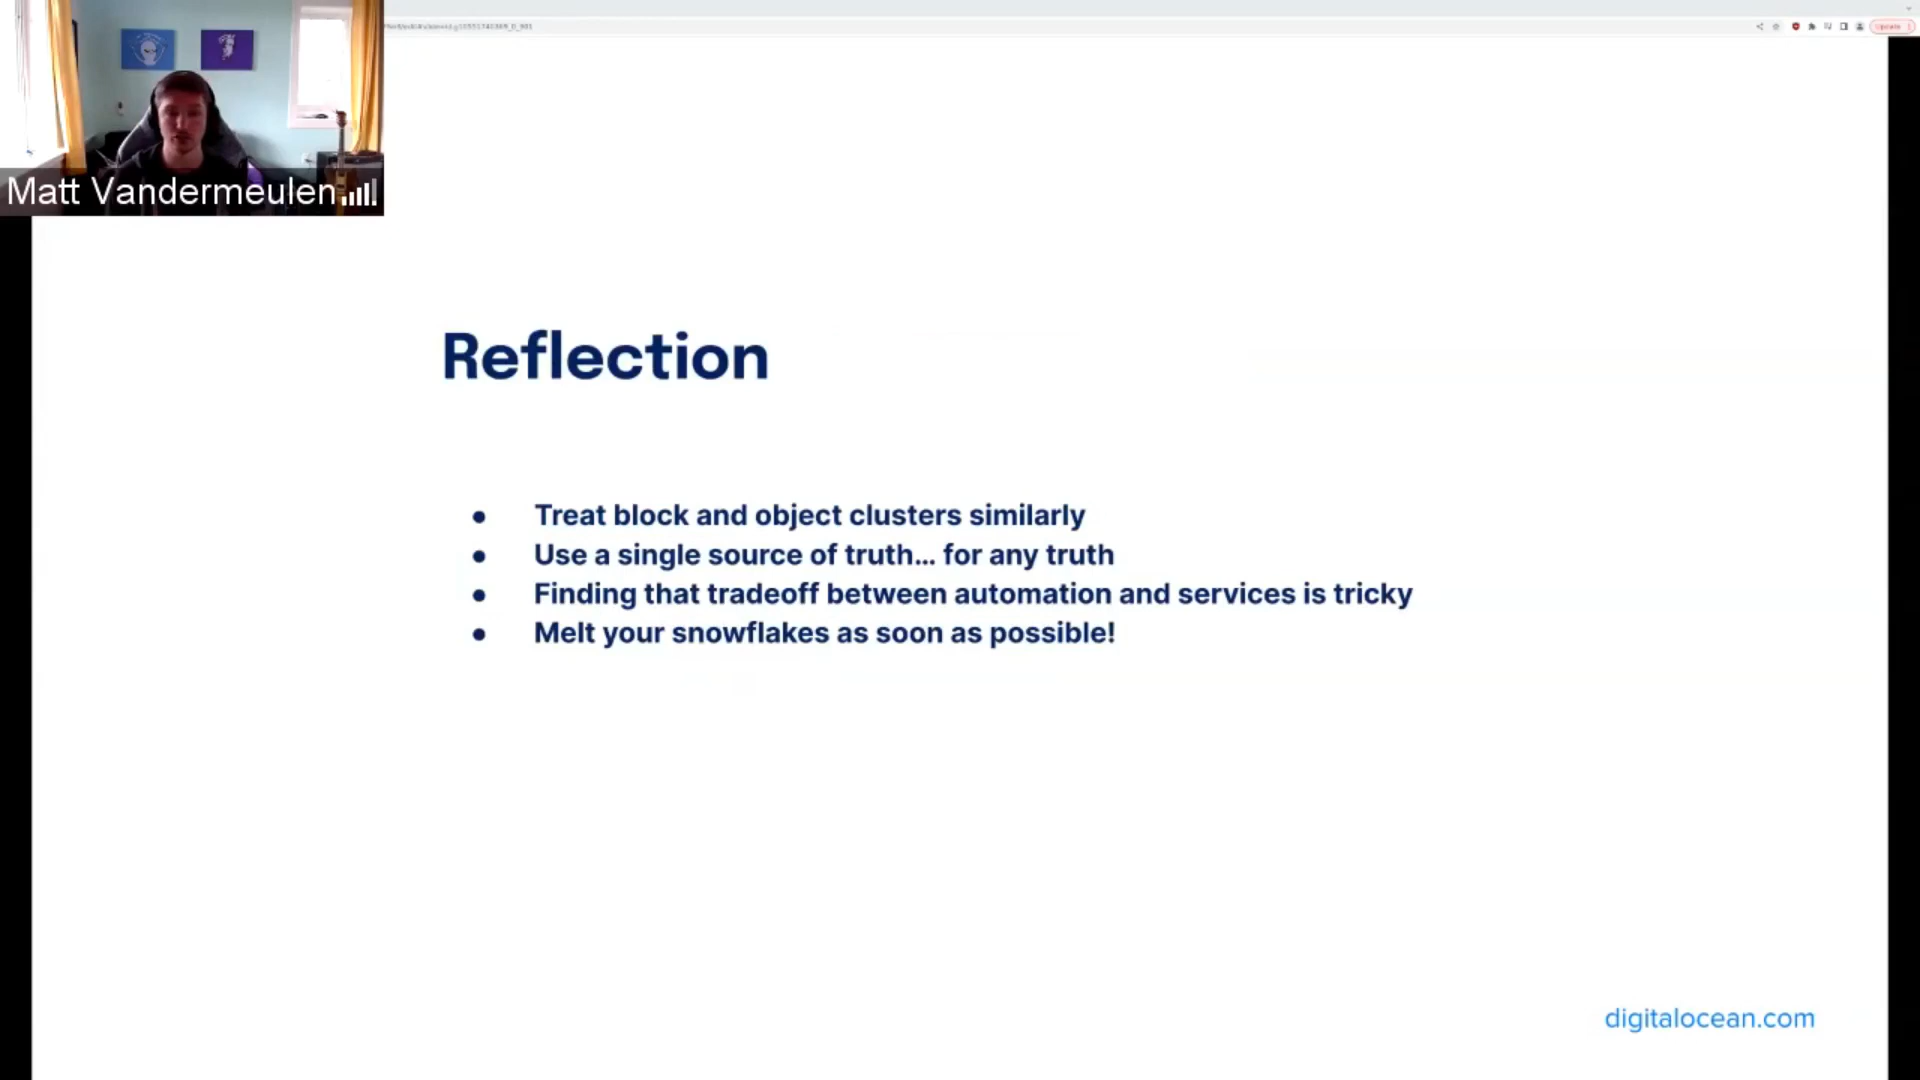 Matt Vandermeulen
Update
Reflection
● Treat block and object clusters similarly
● Use a single source of truth... for any truth
● Finding that tradeoff between automation and services is tricky
● Melt your snowflakes as soon as possible!
digitalocean.com